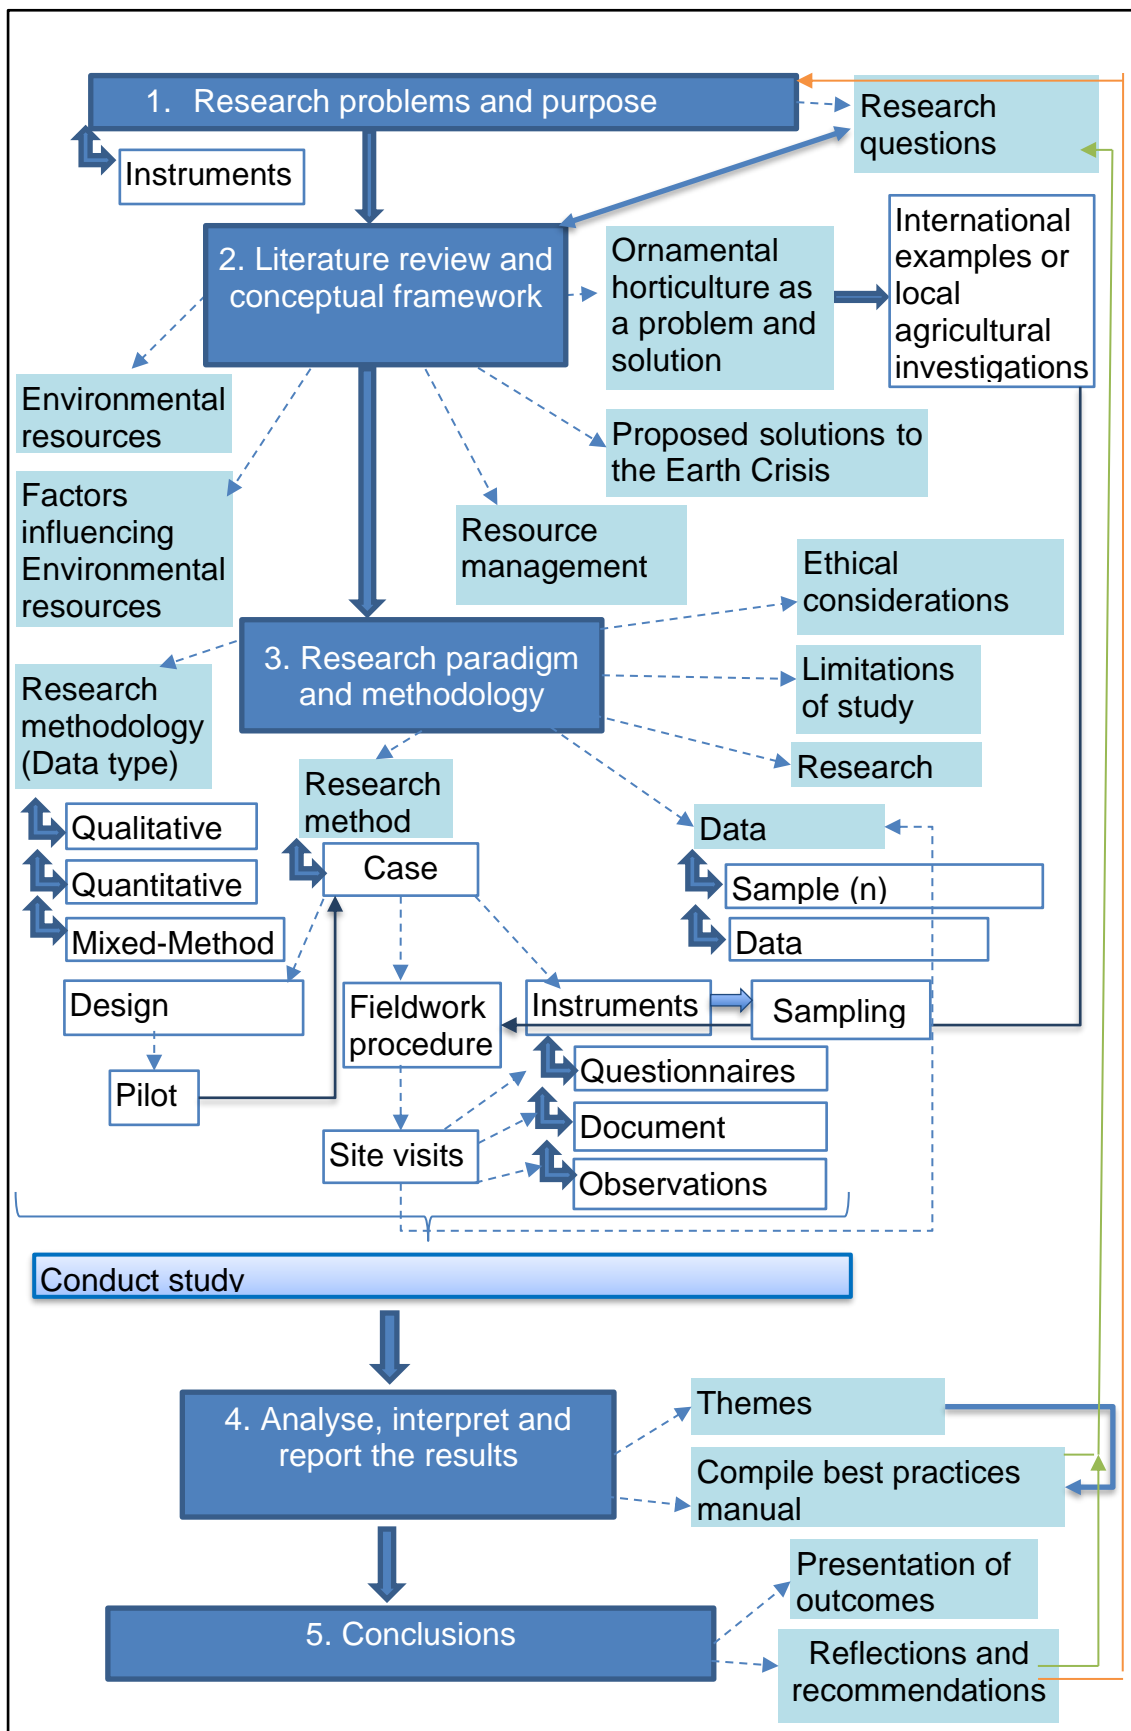 1. Research problems and purpose
Research
questions
Instruments
2. Literature review and
conceptual framework
Ornamental
horticulture as
a problem and
solution
International
examples or
local
agricultural
investigations
Environmental
resources
Proposed solutions to
the Earth Crisis
Factors
influencing
Environmental
resources
Resource
management
Ethical
considerations
3. Research paradigm
and methodology
Limitations
of study
Research
methodology
(Data type)
Research
Research
method
Data
Qualitative
Quantitative
Mixed-Method
Case
Sample (n)
Data
Design
Fieldwork
procedure
Instruments
Sampling
Pilot
Questionnaires
Document
Observations
Site visits
Conduct study
4. Analyse, interpret and
report the results
Themes
Compile best practices
manual
Presentation of
outcomes
5. Conclusions
Reflections and
recommendations